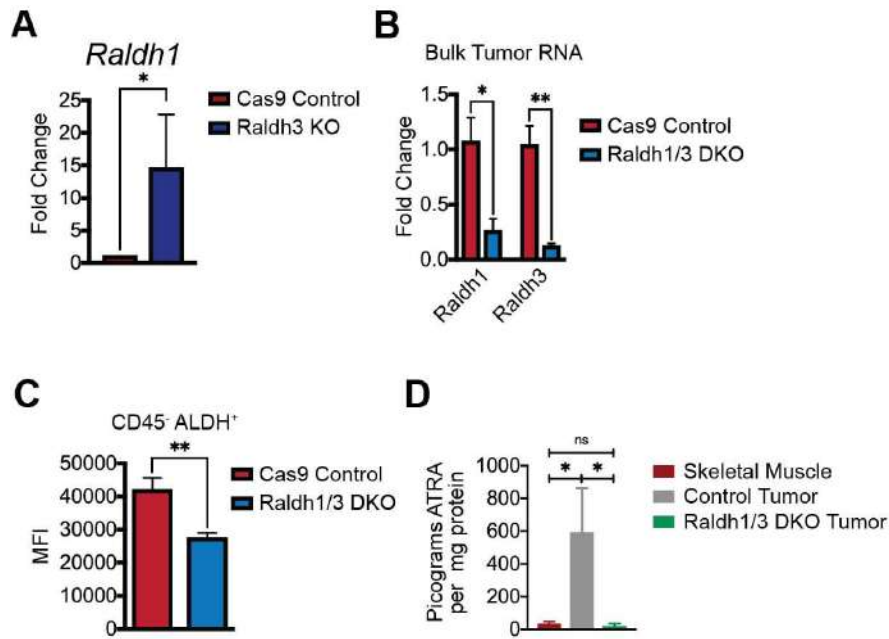 A
Raldh1
*
25
20
15
10
5
0
Fold Change
Cas9 Control
Raldh3 KO
B
Bulk Tumor RNA
*
**
1.5
1.0
0.5
0.0
Fold Change
Raldh1
Raldh3
Cas9 Control
Raldh1/3 DKO
C
CD45- ALDH+
**
50000
40000
30000
20000
10000
0
MFI
Cas9 Control
Raldh1/3 DKO
D
ns
*
*
1000
800
600
400
200
0
Picograms ATRA
per mg protein
Skeletal Muscle
Control Tumor
Raldh1/3 DKO Tumor